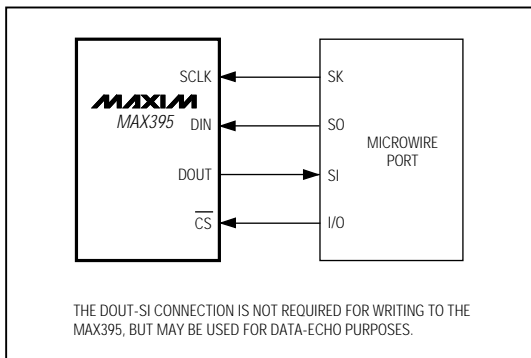 SCLK SK
MAXIM
MAX395
DIN SO
MICROWIRE
PORT
DOUT SI
CS I/O
THE DOUT-SI CONNECTION IS NOT REQUIRED FOR WRITING TO THE
MAX395, BUT MAY BE USED FOR DATA-ECHO PURPOSES.